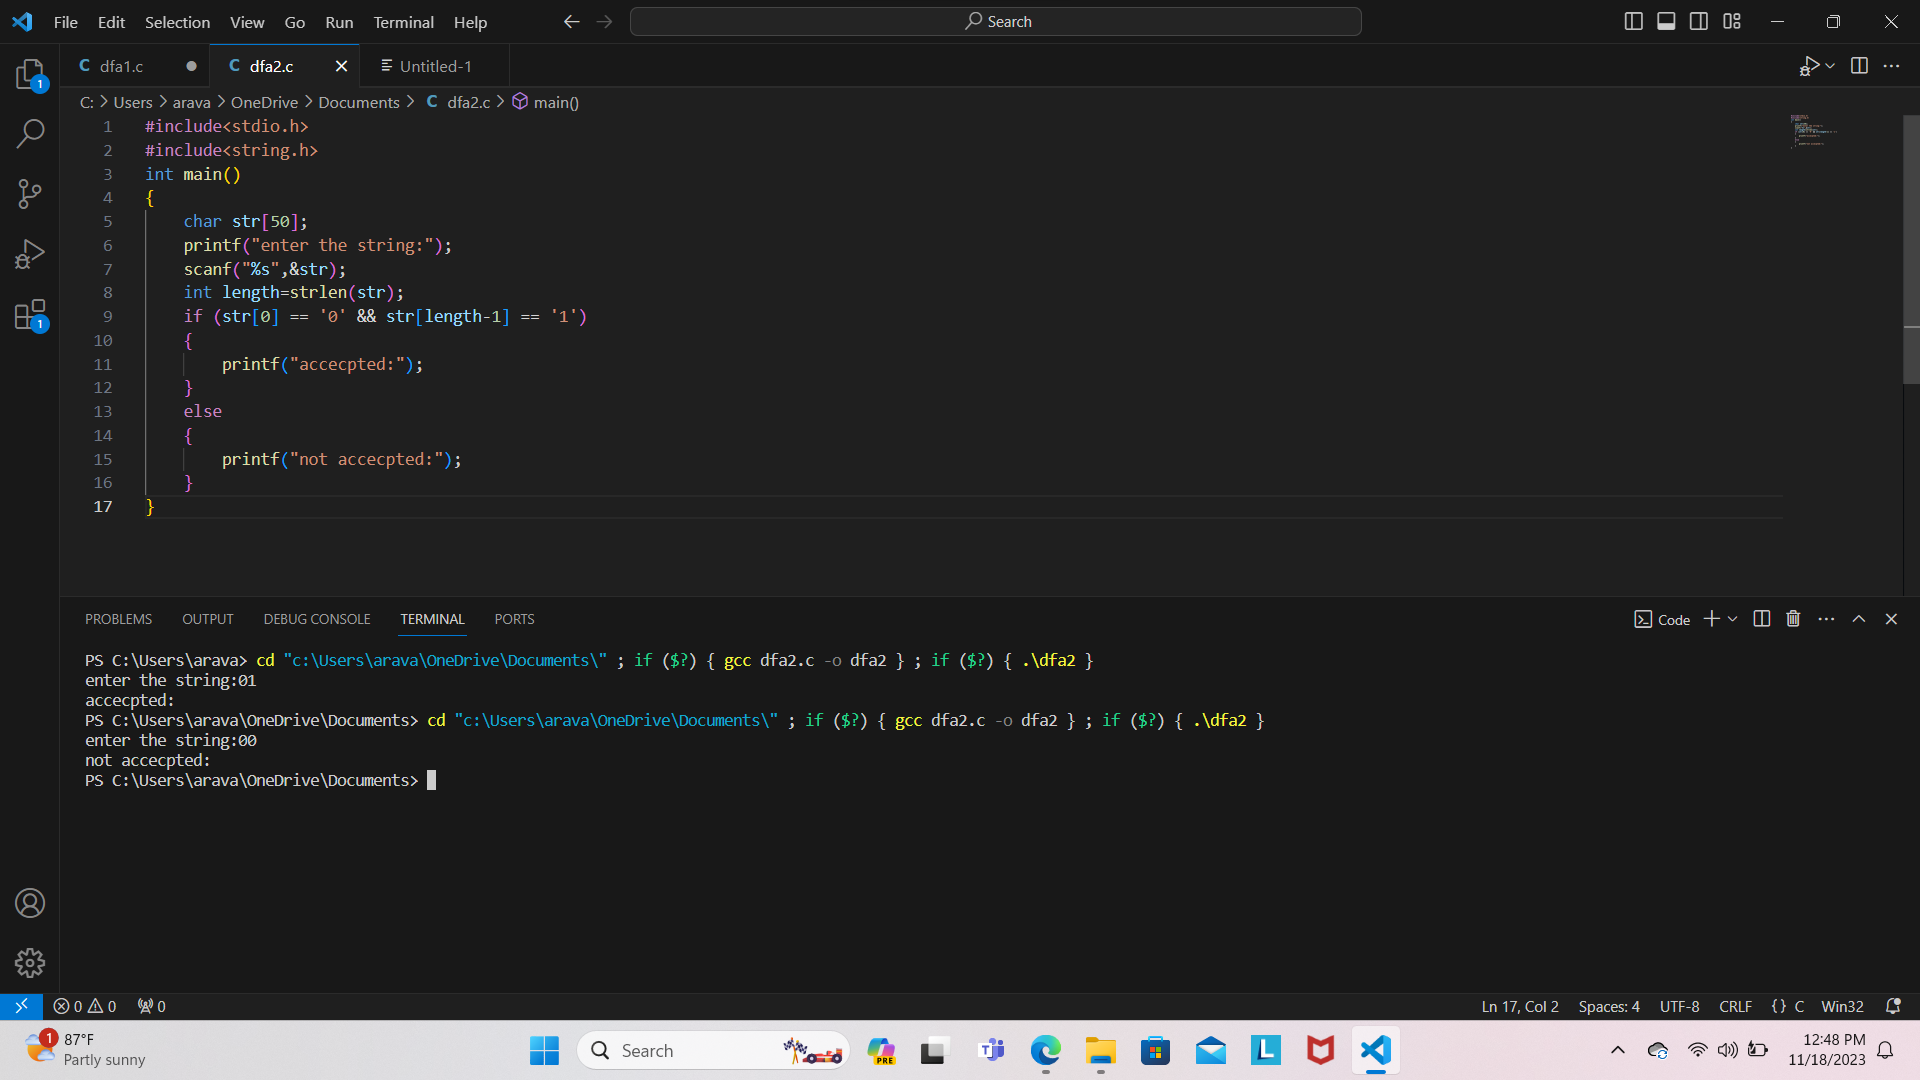 File Edit Selection View Go Run Terminal Help Search
dfa1.c dfa2.c Untitled-1
C: > Users > arava > OneDrive > Documents > C dfa2.c > main()
1 #include<stdio.h>
2 #include<string.h>
3 int main()
4 {
5 char str[50];
6 printf("enter the string:");
7 scanf("%s",&str);
8 int length=strlen(str);
9 if (str[0] == '0' && str[length-1] == '1')
10 {
11 printf("accecpted:");
12 }
13 else
14 {
15 printf("not accecpted:");
16 }
17 }
PROBLEMS OUTPUT DEBUG CONSOLE TERMINAL PORTS Code
PS C:\Users\arava> cd "c:\Users\arava\OneDrive\Documents\" ; if ($?) { gcc dfa2.c -o dfa2 } ; if ($?) { .\dfa2 }
enter the string:01
accecpted:
PS C:\Users\arava\OneDrive\Documents> cd "c:\Users\arava\OneDrive\Documents\" ; if ($?) { gcc dfa2.c -o dfa2 } ; if ($?) { .\dfa2 }
enter the string:00
not accecpted:
PS C:\Users\arava\OneDrive\Documents>
0 0 0 Ln 17, Col 2 Spaces: 4 UTF-8 CRLF {} C Win32
1 87°F
Partly sunny
Search
PRE
12:48 PM
11/18/2023